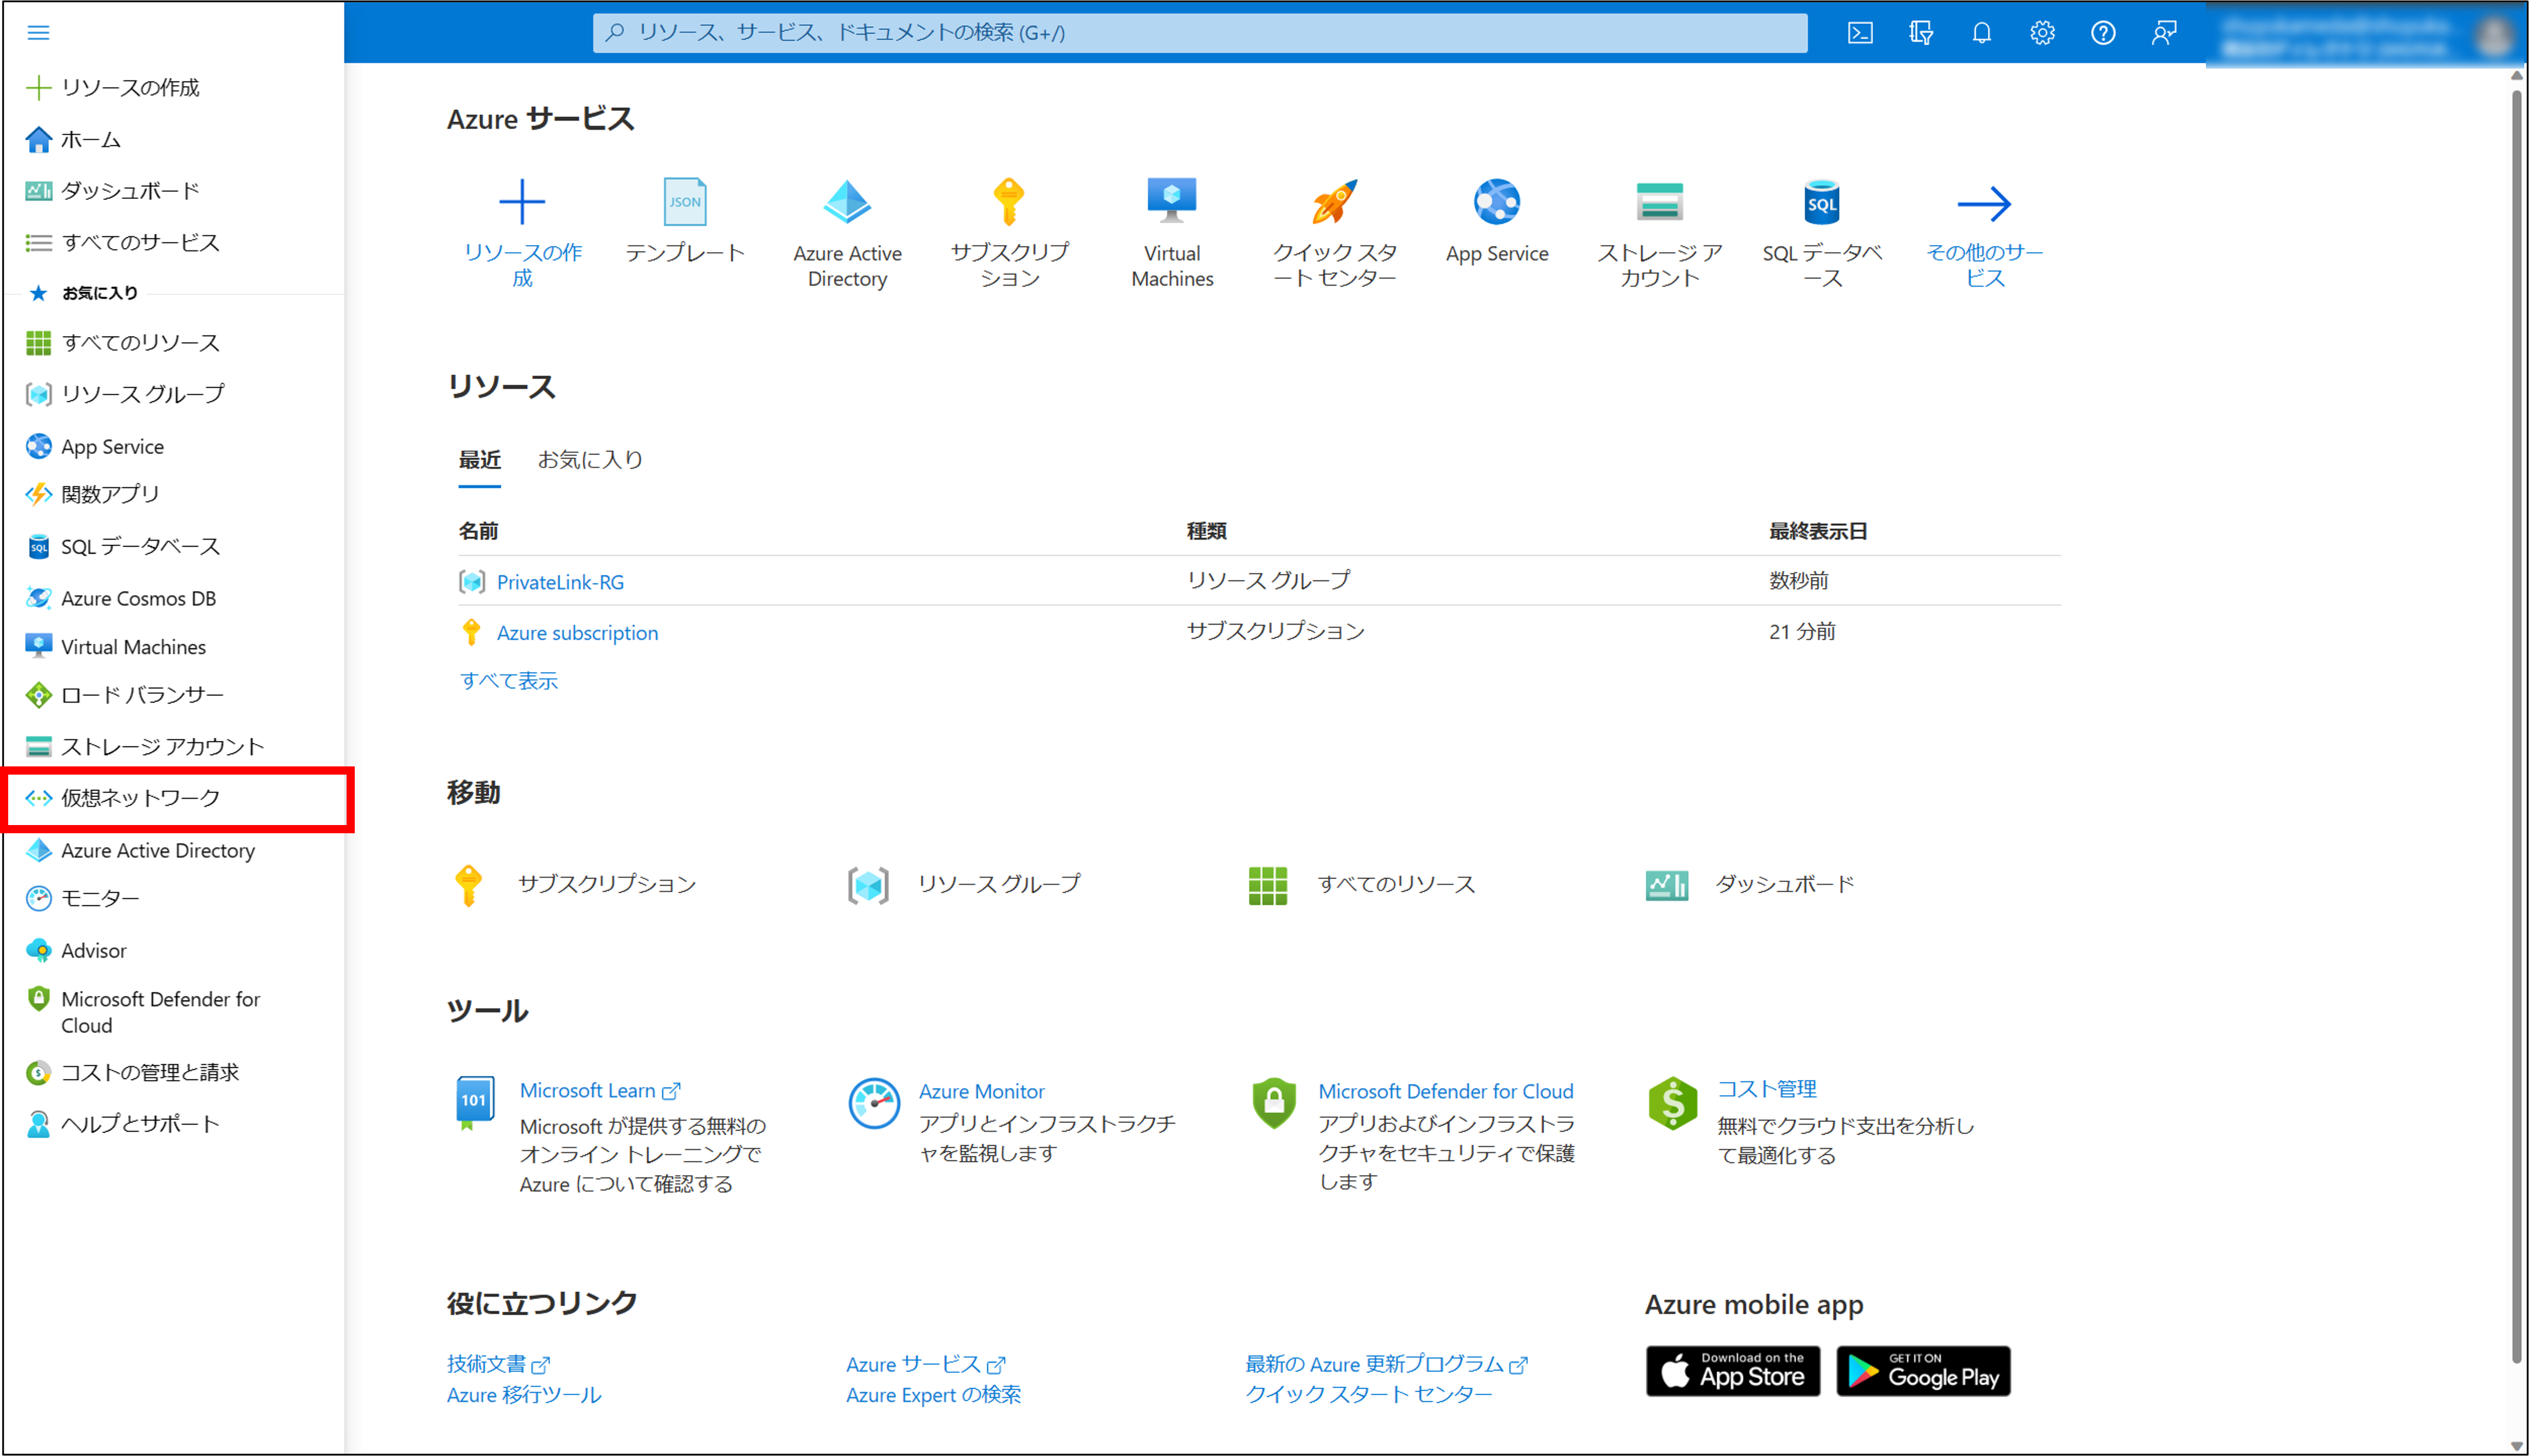 リソース、サービス、ドキュメントの検索 (G+/)
リソースの作成
ホーム
ダッシュボード
すべてのサービス
お気に入り
すべてのリソース
リソース グループ
App Service
関数アプリ
SQL データベース
Azure Cosmos DB
Virtual Machines
ロード バランサー
ストレージ アカウント
仮想ネットワーク
Azure Active Directory
モニター
Advisor
Microsoft Defender for
Cloud
コストの管理と請求
ヘルプとサポート
Azure サービス
リソースの作
成
JSON
テンプレート
Azure Active
Directory
サブスクリプ
ション
Virtual
Machines
クイック スタ
ート センター
App Service
ストレージ ア
カウント
SQL
SQL データベ
ース
その他のサー
ビス
リソース
最近 お気に入り
名前 種類 最終表示日
PrivateLink-RG リソース グループ 数秒前
Azure subscription サブスクリプション 21 分前
すべて表示
移動
サブスクリプション
リソース グループ
すべてのリソース
ダッシュボード
ツール
101
Microsoft Learn
Microsoft が提供する無料の
オンライン トレーニングで
Azure について確認する
Azure Monitor
アプリとインフラストラクチ
ャを監視します
Microsoft Defender for Cloud
アプリおよびインフラストラ
クチャをセキュリティで保護
します
コスト管理
無料でクラウド支出を分析し
て最適化する
役に立つリンク
技術文書
Azure 移行ツール
Azure サービス
Azure Expert の検索
最新の Azure 更新プログラム
クイック スタート センター
Azure mobile app
Download on the
App Store
GET IT ON
Google Play